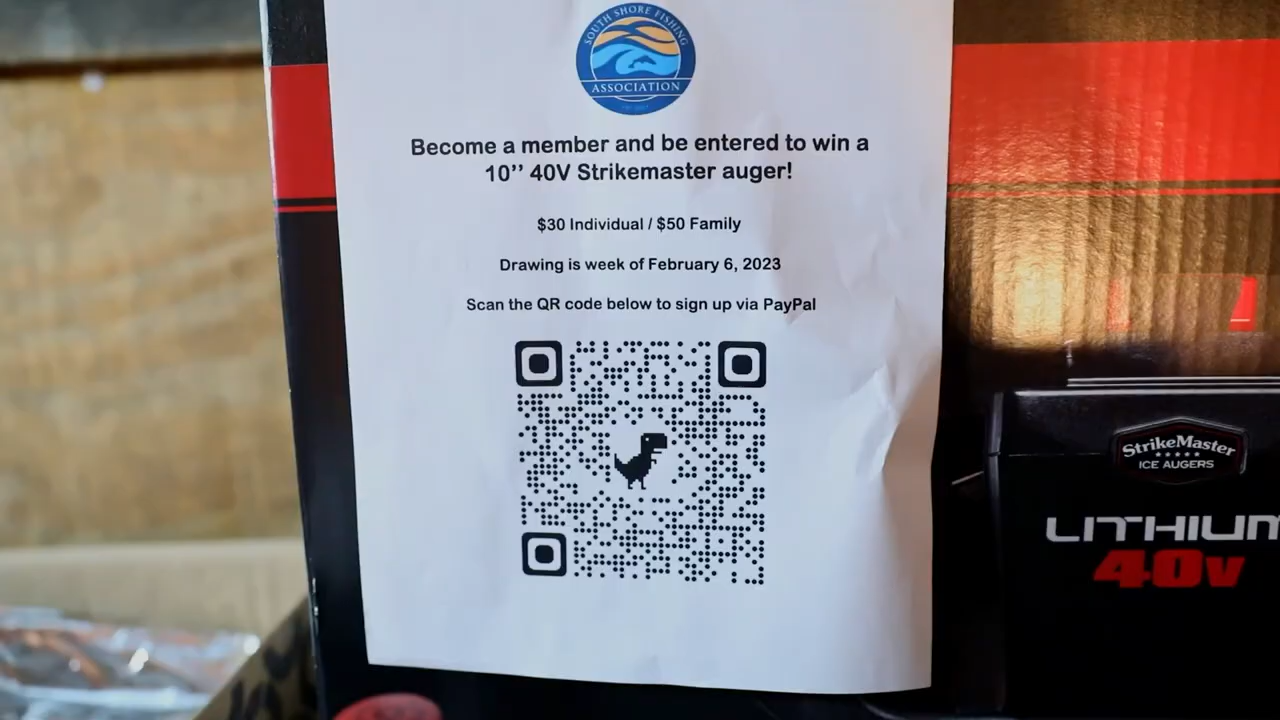 SOUTH SHORE FISHING
ASSOCIATION
Become a member and be entered to win a
10’’ 40V Strikemaster auger!
$30 Individual / $50 Family
Drawing is week of February 6, 2023
Scan the QR code below to sign up via PayPal
StrikeMaster
ICE AUGERS
LITHIUM
40V